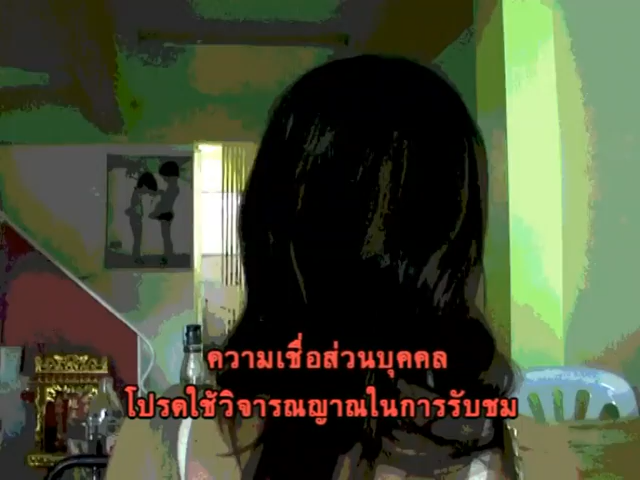 ความเชื่อส่วนบุคคล
โปรดใช้วิจารณญาณในการรับชม